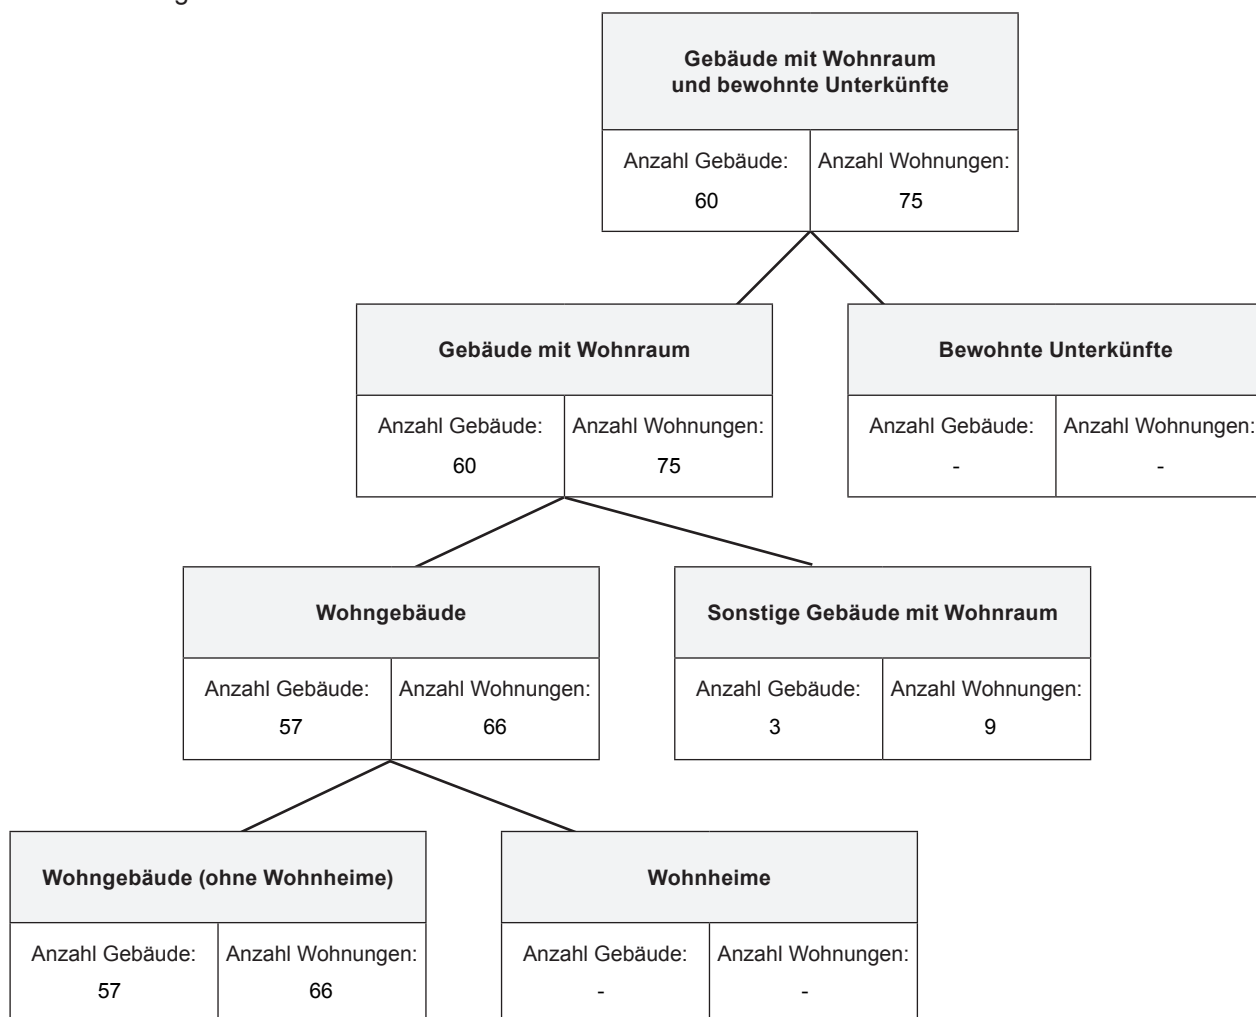 Gebäude mit Wohnraum
und bewohnte Unterkünfte
Anzahl Gebäude: Anzahl Wohnungen:
60 75
Gebäude mit Wohnraum Bewohnte Unterkünfte
Anzahl Gebäude: Anzahl Wohnungen: Anzahl Gebäude: Anzahl Wohnungen:
60 75 - -
Wohngebäude Sonstige Gebäude mit Wohnraum
Anzahl Gebäude: Anzahl Wohnungen: Anzahl Gebäude: Anzahl Wohnungen:
57 66 3 9
Wohngebäude (ohne Wohnheime) Wohnheime
Anzahl Gebäude: Anzahl Wohnungen: Anzahl Gebäude: Anzahl Wohnungen:
57 66 - -